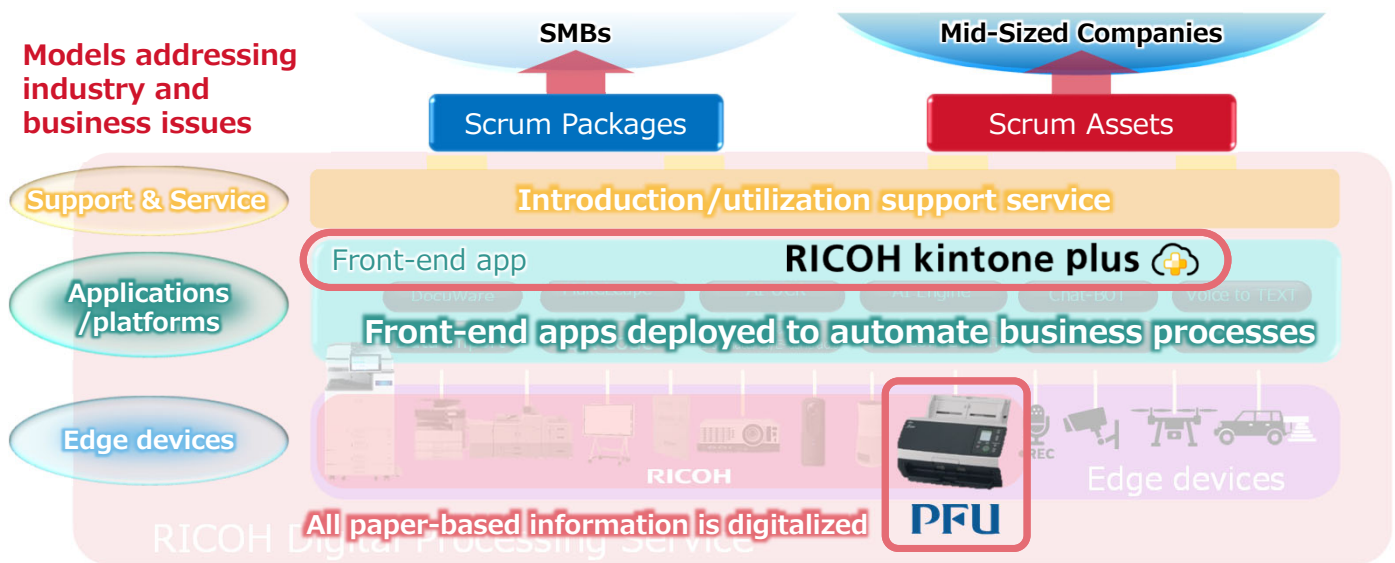 SMBs
Mid-Sized Companies
Models addressing
industry and
business issues
Scrum Packages
Scrum Assets
Support & Service
Introduction/utilization support service
Front-end app
RICOH kintone plus
Applications
/platforms
DocuWare
AI Engine
Chat-BOT
Voice to TEXT
Front-end apps deployed to automate business processes
Edge devices
REC
RICOH
Edge devices
PFU
All paper-based information is digitalized
RICOH Digital Processing Service